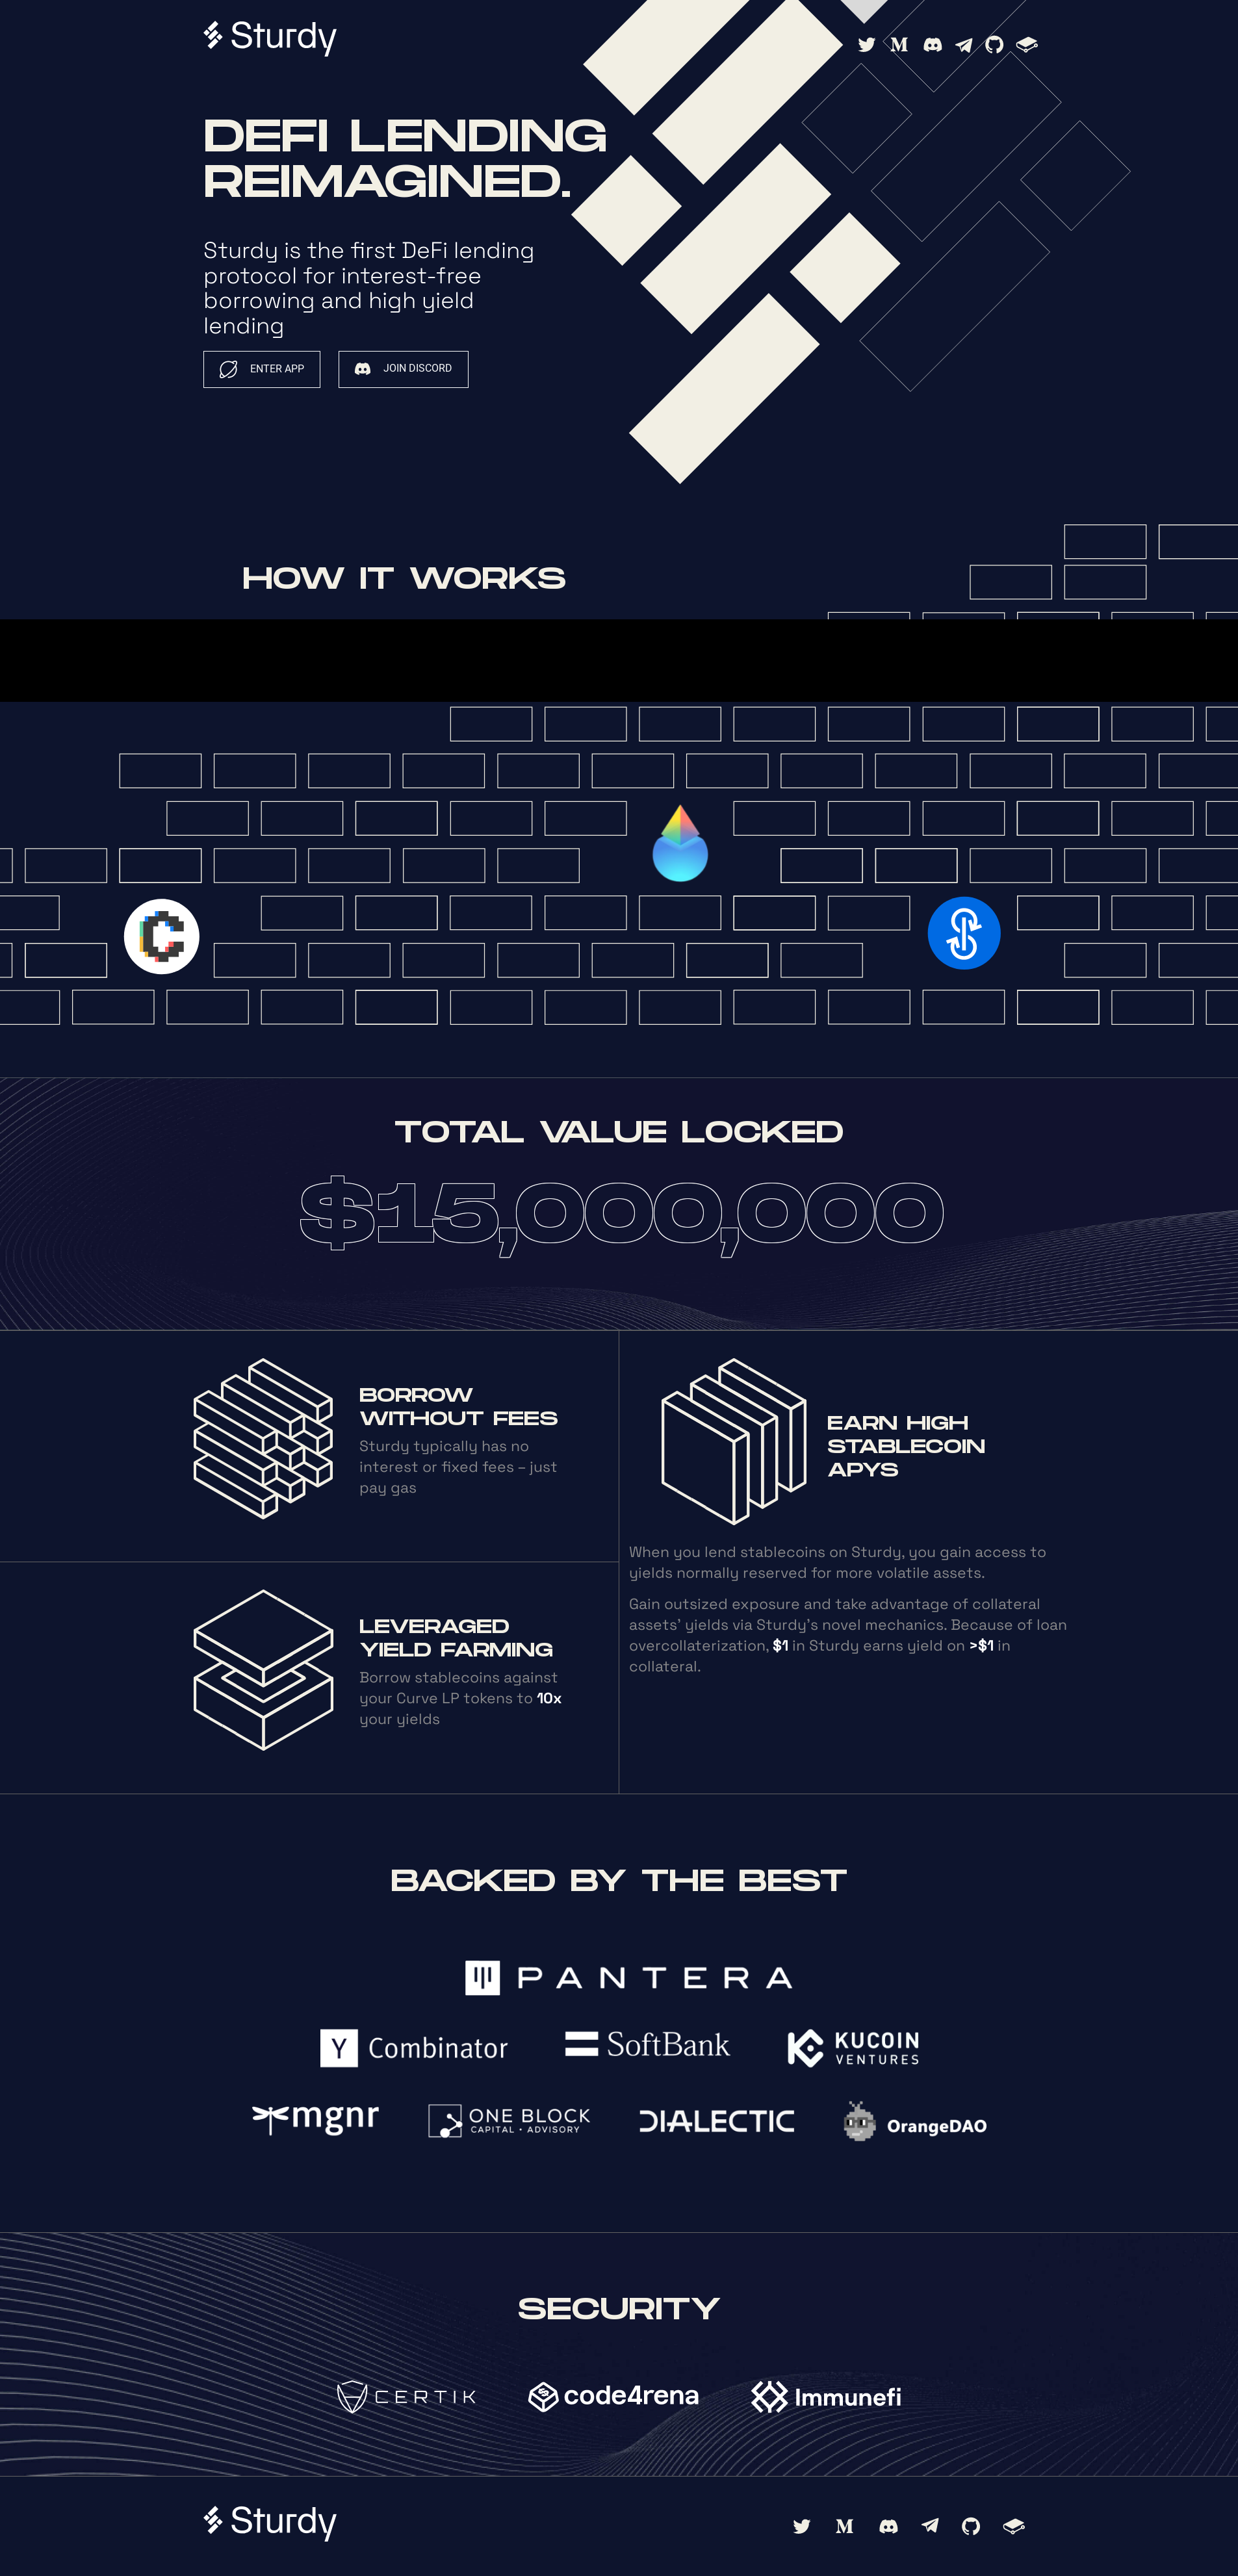 Sturdy
DEFI LENDING
REIMAGINED.
Sturdy is the first DeFi lending
protocol for interest-free
borrowing and high yield
lending
ENTER APP
JOIN DISCORD
HOW IT WORKS
TOTAL VALUE LOCKED
$15,000,000
BORROW
WITHOUT FEES
Sturdy typically has no
interest or fixed fees – just
pay gas
LEVERAGED
YIELD FARMING
Borrow stablecoins against
your Curve LP tokens to 10x
your yields
EARN HIGH
STABLECOIN
APYS
When you lend stablecoins on Sturdy, you gain access to
yields normally reserved for more volatile assets.
Gain outsized exposure and take advantage of collateral
assets' yields via Sturdy's novel mechanics. Because of loan
overcollaterization, $1 in Sturdy earns yield on >$1 in
collateral.
BACKED BY THE BEST
PANTERA
Y Combinator
SoftBank
KUCOIN
VENTURES
mgnr
ONE BLOCK
CAPITAL • ADVISORY
DIALECTIC
OrangeDAO
SECURITY
CERTIK
code4rena
Immunefi
Sturdy